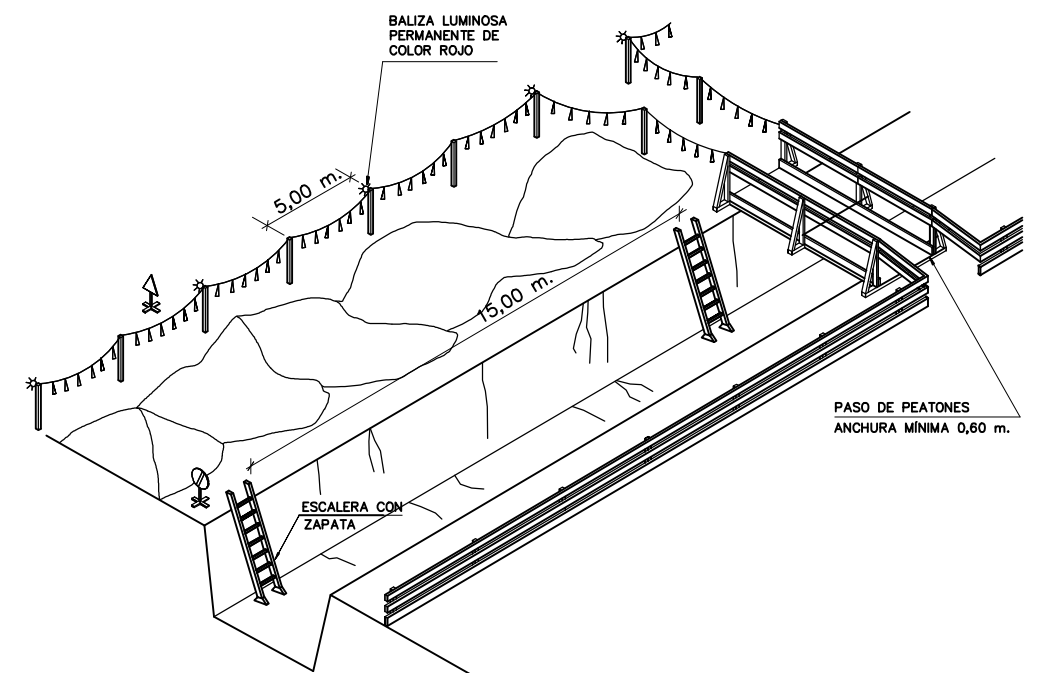 BALIZA LUMINOSA
PERMANENTE DE
COLOR ROJO
5,00 m.
15,00 m.
PASO DE PEATONES
ANCHURA MÍNIMA 0,60 m.
ESCALERA CON
ZAPATA